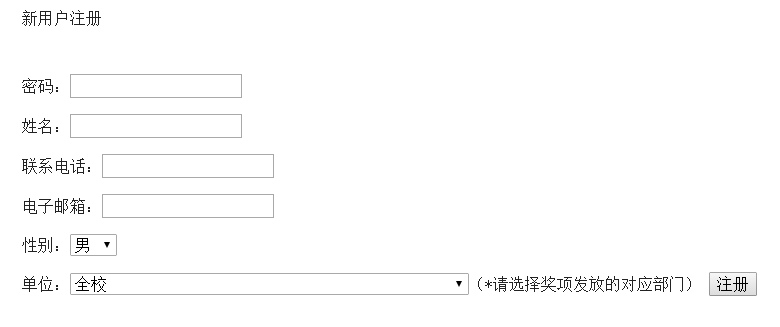 新用户注册
密码：
姓名：
联系电话：
电子邮箱：
性别：男
单位：全校（*请选择奖项发放的对应部门） 注册